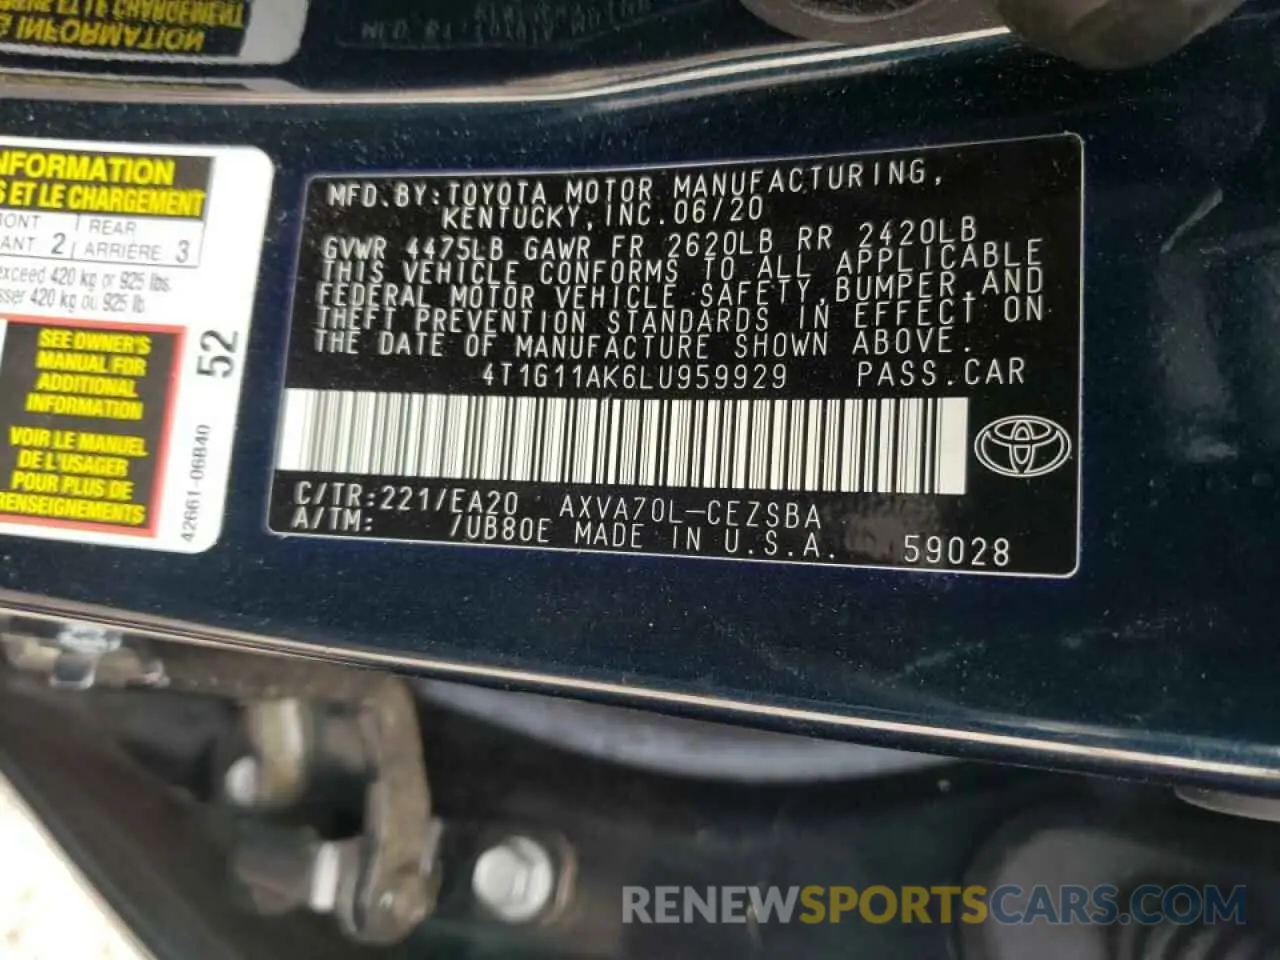 INFORMATION
NFORMATION
S ET LE CHARGEMENT
REAR
ANT 2 ARRIÈRE 3
exceed 420 kg or 925 lbs.
420 kg ou 925 lb
SEE OWNER'S
MANUAL FOR
ADDITIONAL
INFORMATION
VOIR LE MANUEL
DE L'USAGER
POUR PLUS DE
RENSEIGNEMENTS
52
42661-06B40
MFD. BY: TOYOTA MOTOR MANUFACTURING,
KENTUCKY, INC. 06/20
GVWR 4475LB GAWR FR 2620LB RR 2420LB
THIS VEHICLE CONFORMS TO ALL APPLICABLE
FEDERAL MOTOR VEHICLE SAFETY, BUMPER, AND
THEFT PREVENTION STANDARDS IN EFFECT ON
THE DATE OF MANUFACTURE SHOWN ABOVE.
4T1G11AK6LU959929 PASS.CAR
C/TR:221/EA20 AXVA70L-CEZSBA
A/TM: /UB80E MADE IN U.S.A. 59028
RENEWSPORTSCARS.COM